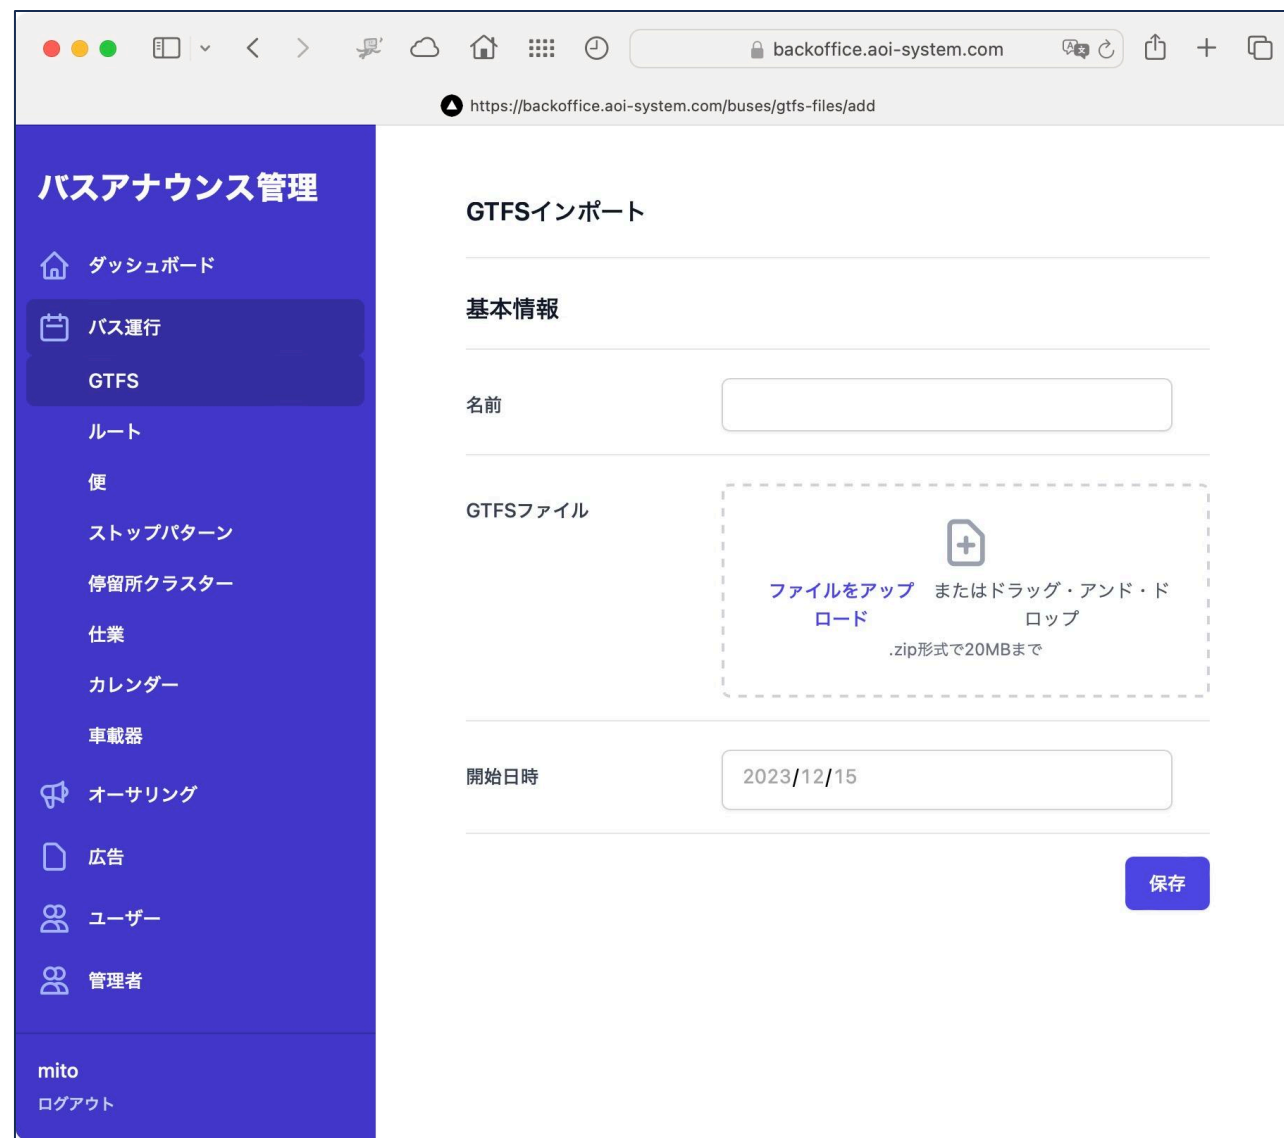 backoffice.aoi-system.com
https://backoffice.aoi-system.com/buses/gtfs-files/add
バスアナウンス管理
ダッシュボード
バス運行
GTFS
ルート
便
ストップパターン
停留所クラスター
仕業
カレンダー
車載器
オーサリング
広告
ユーザー
管理者
mito
ログアウト
GTFSインポート
基本情報
名前
GTFSファイル
ファイルをアップ またはドラッグ・アンド・ド
ロード ロップ
.zip形式で20MBまで
開始日時
2023/12/15
保存